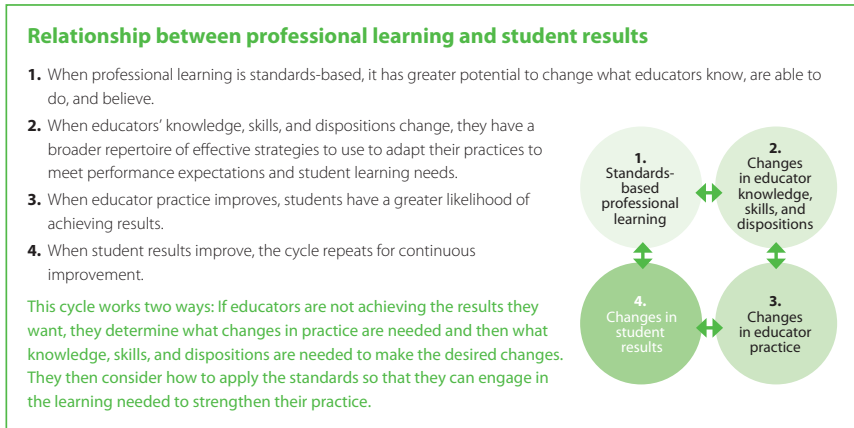 Relationship between professional learning and student results
1. When professional learning is standards-based, it has greater potential to change what educators know, are able to
do, and believe.
2. When educators’ knowledge, skills, and dispositions change, they have a
broader repertoire of effective strategies to use to adapt their practices to
meet performance expectations and student learning needs.
3. When educator practice improves, students have a greater likelihood of
achieving results.
4. When student results improve, the cycle repeats for continuous
improvement.
This cycle works two ways: If educators are not achieving the results they
want, they determine what changes in practice are needed and then what
knowledge, skills, and dispositions are needed to make the desired changes.
They then consider how to apply the standards so that they can engage in
the learning needed to strengthen their practice.
1.
Standards-
based
professional
learning
2.
Changes
in educator
knowledge,
skills, and
dispositions
4.
Changes in
student
results
3.
Changes
in educator
practice